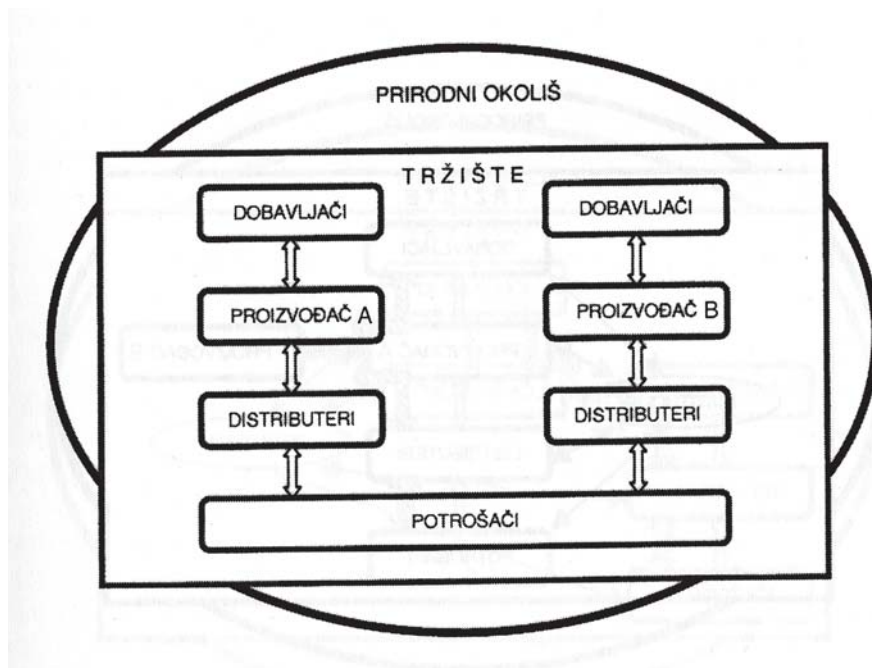 PRIRODNI OKOLIŠ
TRŽIŠTE
DOBAVLJAČI
DOBAVLJAČI
PROIZVOĐAČ A
PROIZVOĐAČ B
DISTRIBUTERI
DISTRIBUTERI
POTROŠAČI